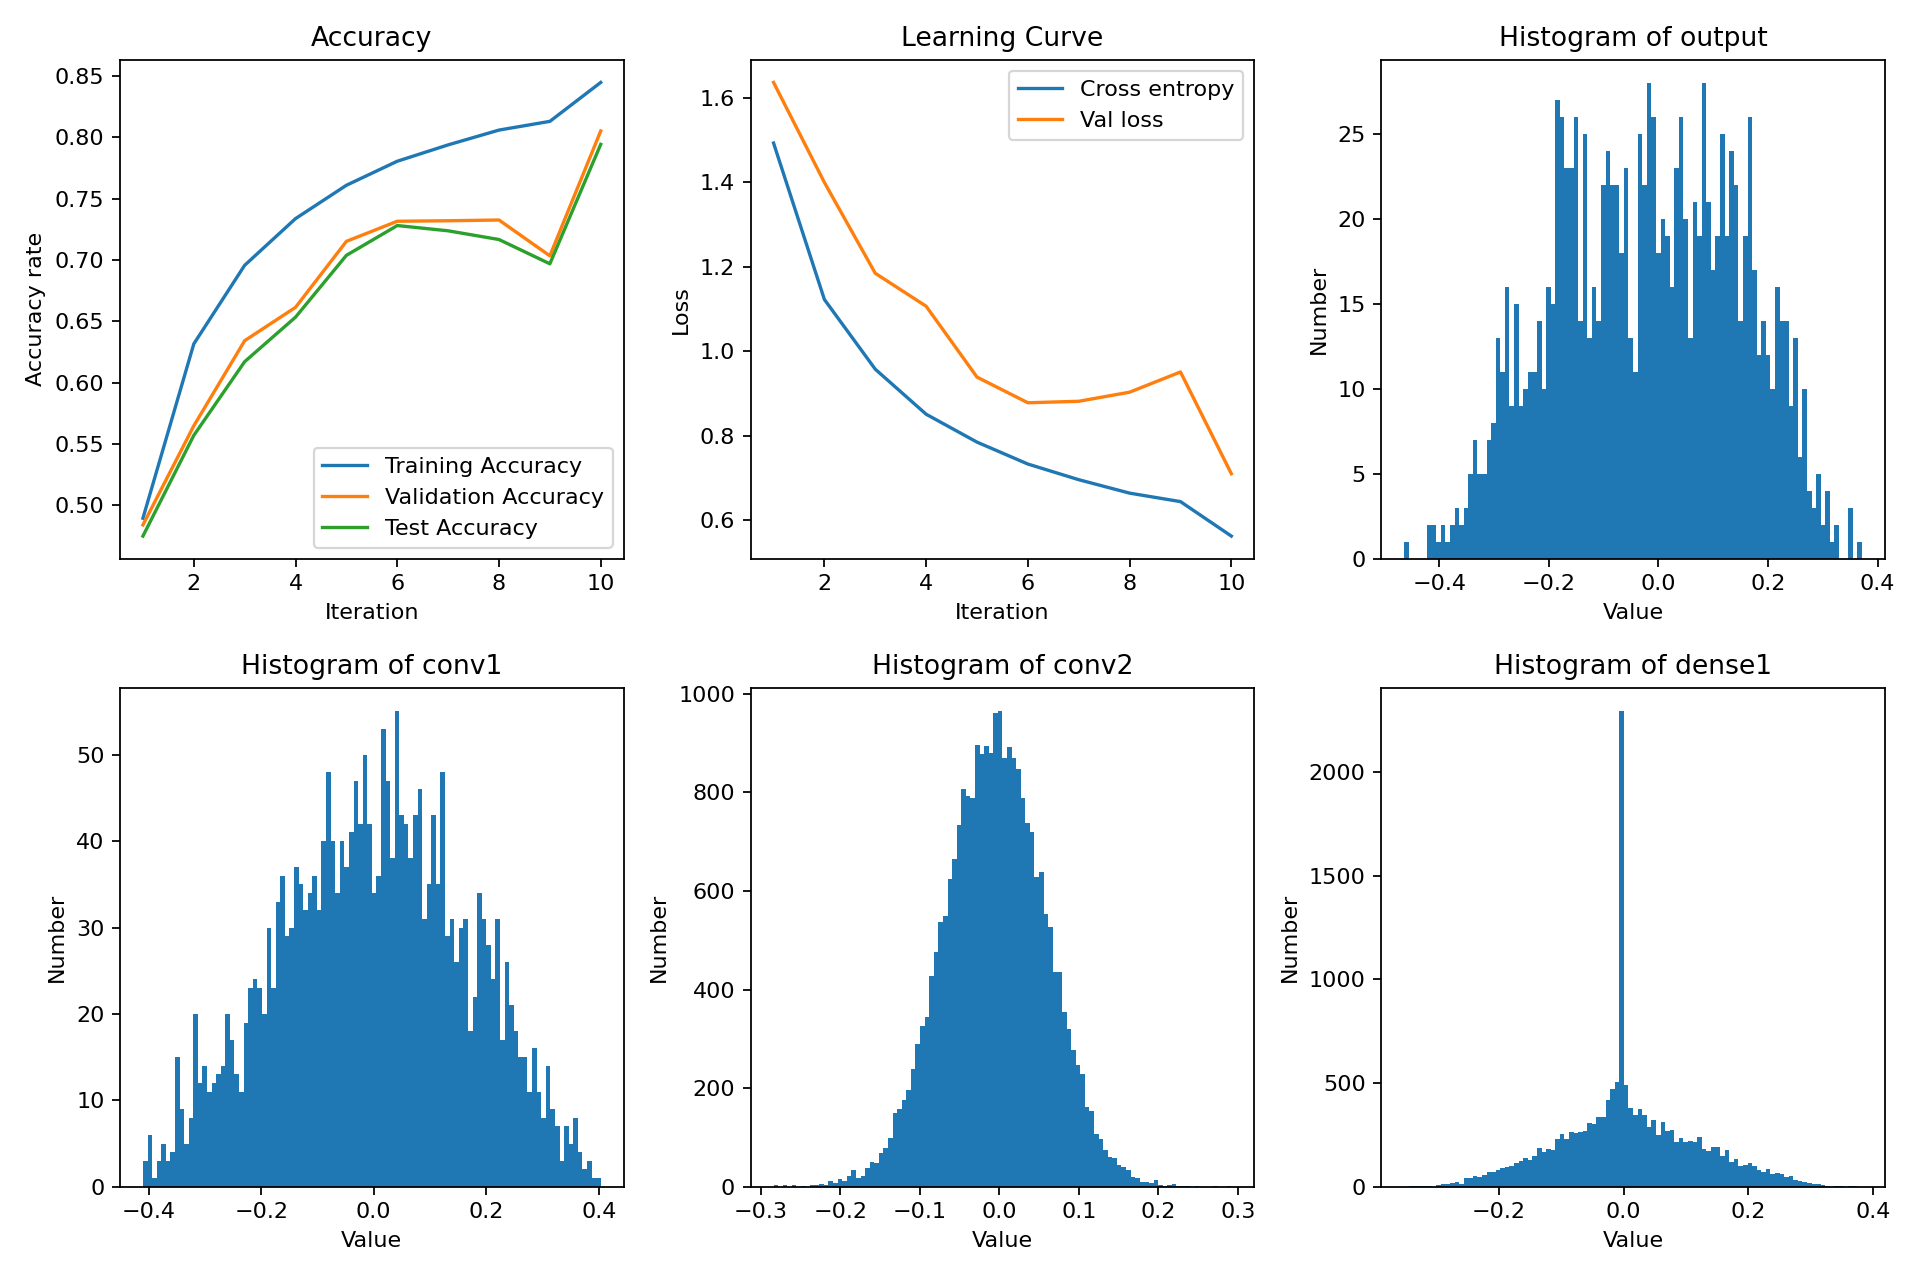 Accuracy
Accuracy rate
0.85
0.80
0.75
0.70
0.65
0.60
0.55
0.50
Training Accuracy
Validation Accuracy
Test Accuracy
2 4 6 8 10
Iteration
Learning Curve
Loss
1.6
1.4
1.2
1.0
0.8
0.6
Cross entropy
Val loss
2 4 6 8 10
Iteration
Histogram of output
Number
25
20
15
10
5
0
−0.4 −0.2 0.0 0.2 0.4
Value
Histogram of conv1
Number
50
40
30
20
10
0
−0.4 −0.2 0.0 0.2 0.4
Value
Histogram of conv2
Number
1000
800
600
400
200
0
−0.3 −0.2 −0.1 0.0 0.1 0.2 0.3
Value
Histogram of dense1
Number
2000
1500
1000
500
0
−0.2 0.0 0.2 0.4
Value